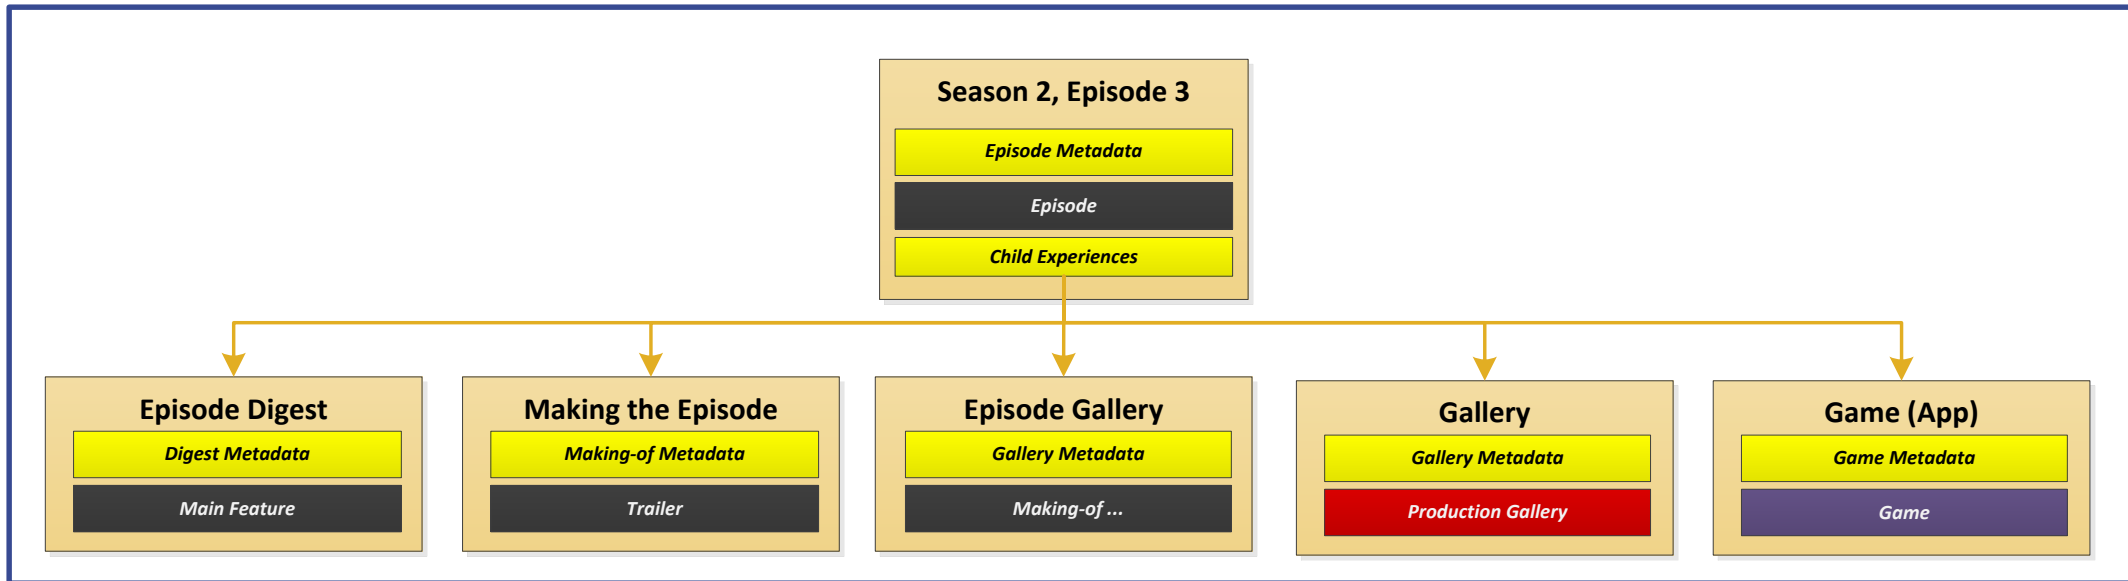 Season 2, Episode 3
Episode Metadata
Episode
Child Experiences
Episode Digest
Digest Metadata
Main Feature
Making the Episode
Making-of Metadata
Trailer
Episode Gallery
Gallery Metadata
Making-of ...
Gallery
Gallery Metadata
Production Gallery
Game (App)
Game Metadata
Game